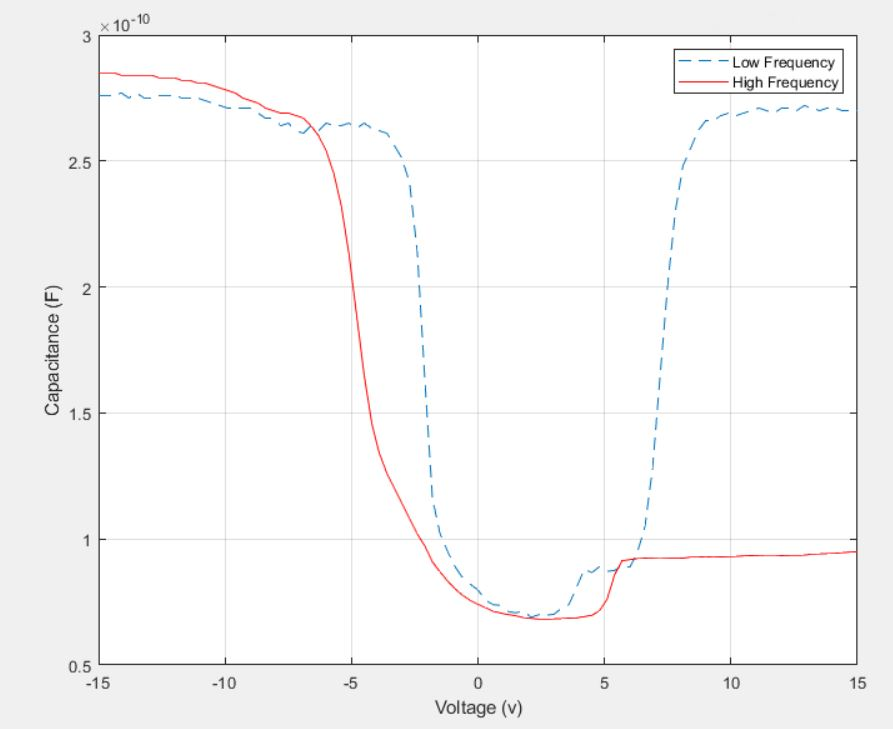 ×10⁻¹⁰
3
2.5
2
1.5
1
0.5
Capacitance (F)
-15 -10 -5 0 5 10 15
Voltage (v)
Low Frequency
High Frequency